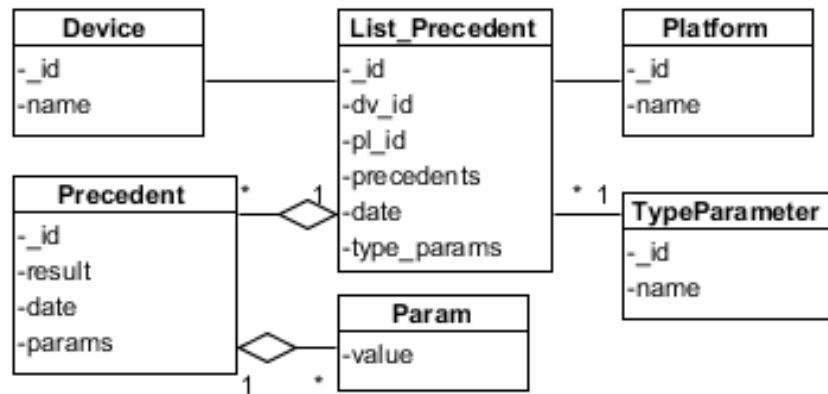 Device
-_id
-name
List_Precedent
-_id
-dv_id
-pl_id
-precedents
-date
-type_params
Platform
-_id
-name
Precedent
-_id
-result
-date
-params
* 1
* 1
TypeParameter
-_id
-name
Param
-value
1 *